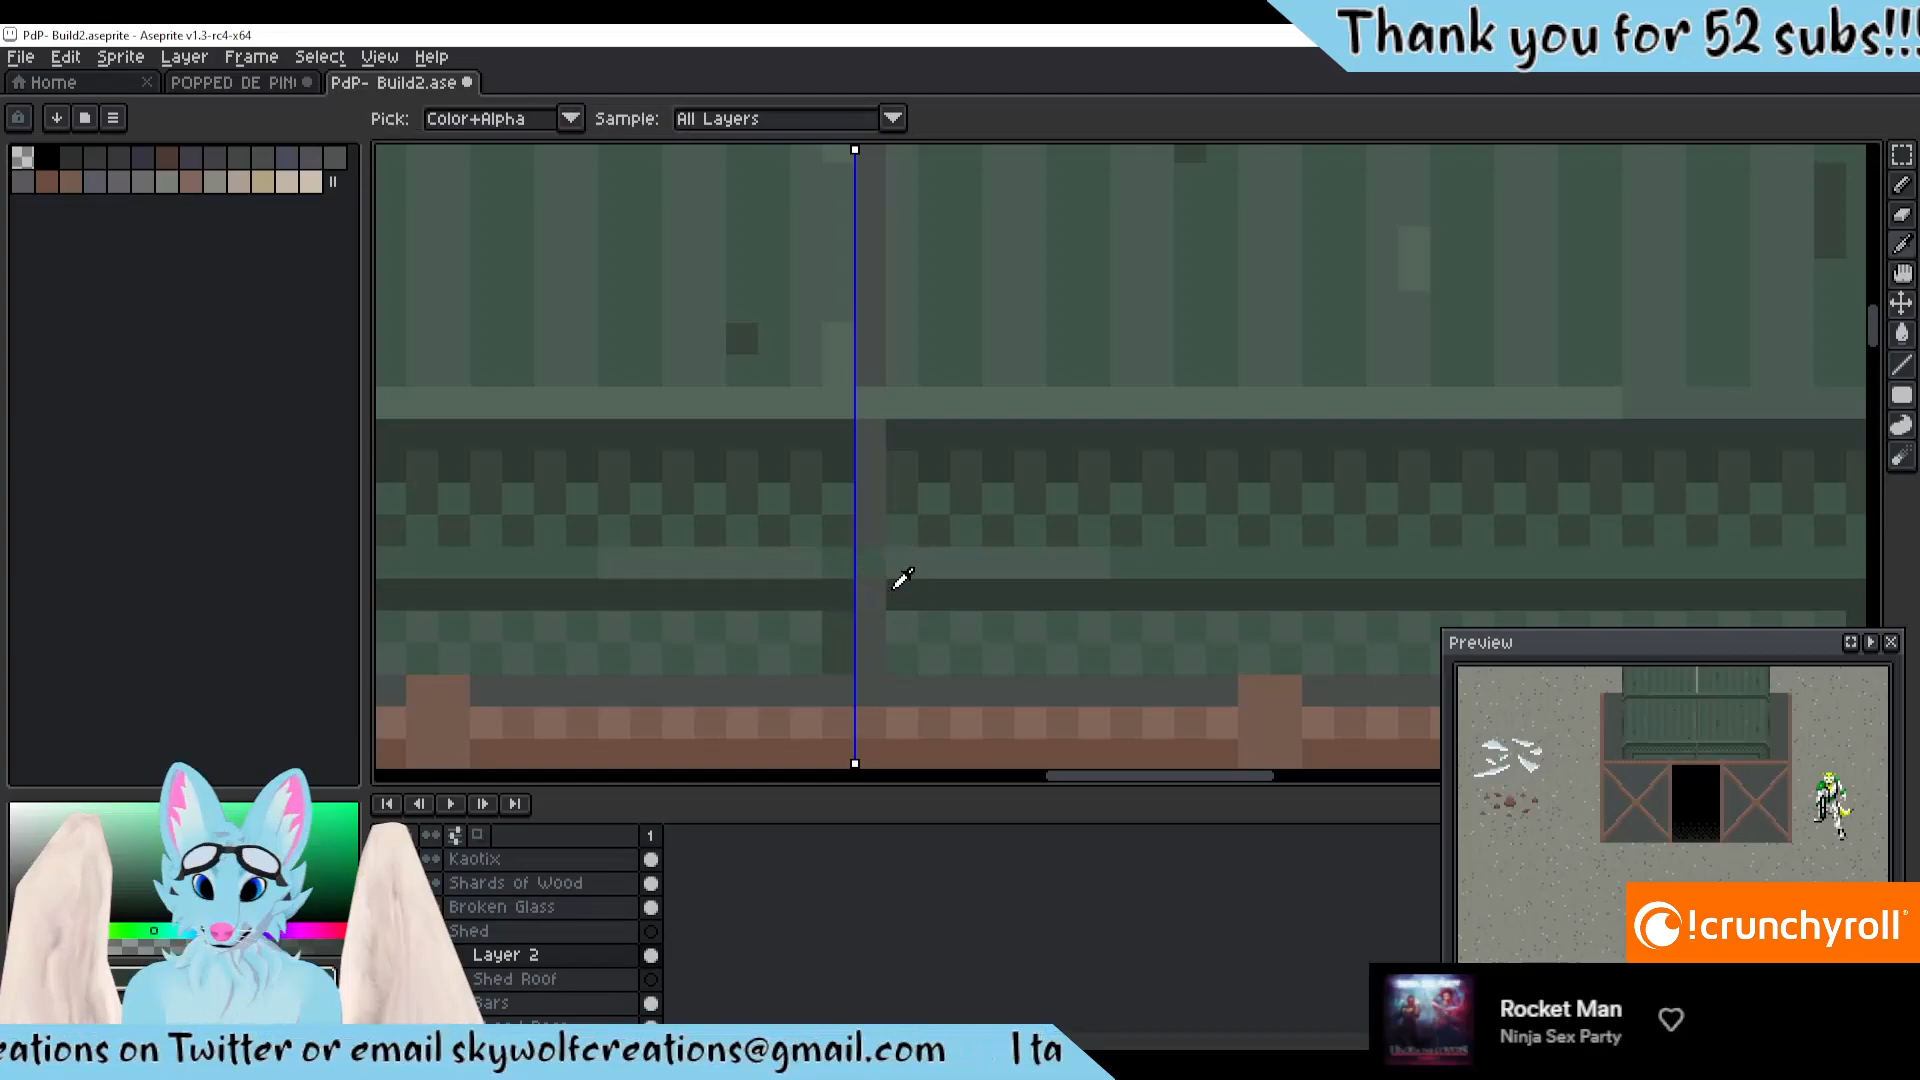 Thank you for 52 subs!!!
PdP- Build2.aseprite - Aseprite v1.3-rc4-x64
File Edit Sprite Layer Select Frame View Help
Home POPPED DE PIN PdP- Build2.ase
Pick: Color+Alpha Sample: All Layers
Preview
1
Kaotix
Shards of Wood
Broken Glass
Shed
Layer 2
Shed Roof
Bars
!crunchyroll
Rocket Man
Ninja Sex Party
eations on Twitter or email skywolfcreations@gmail.com I ta